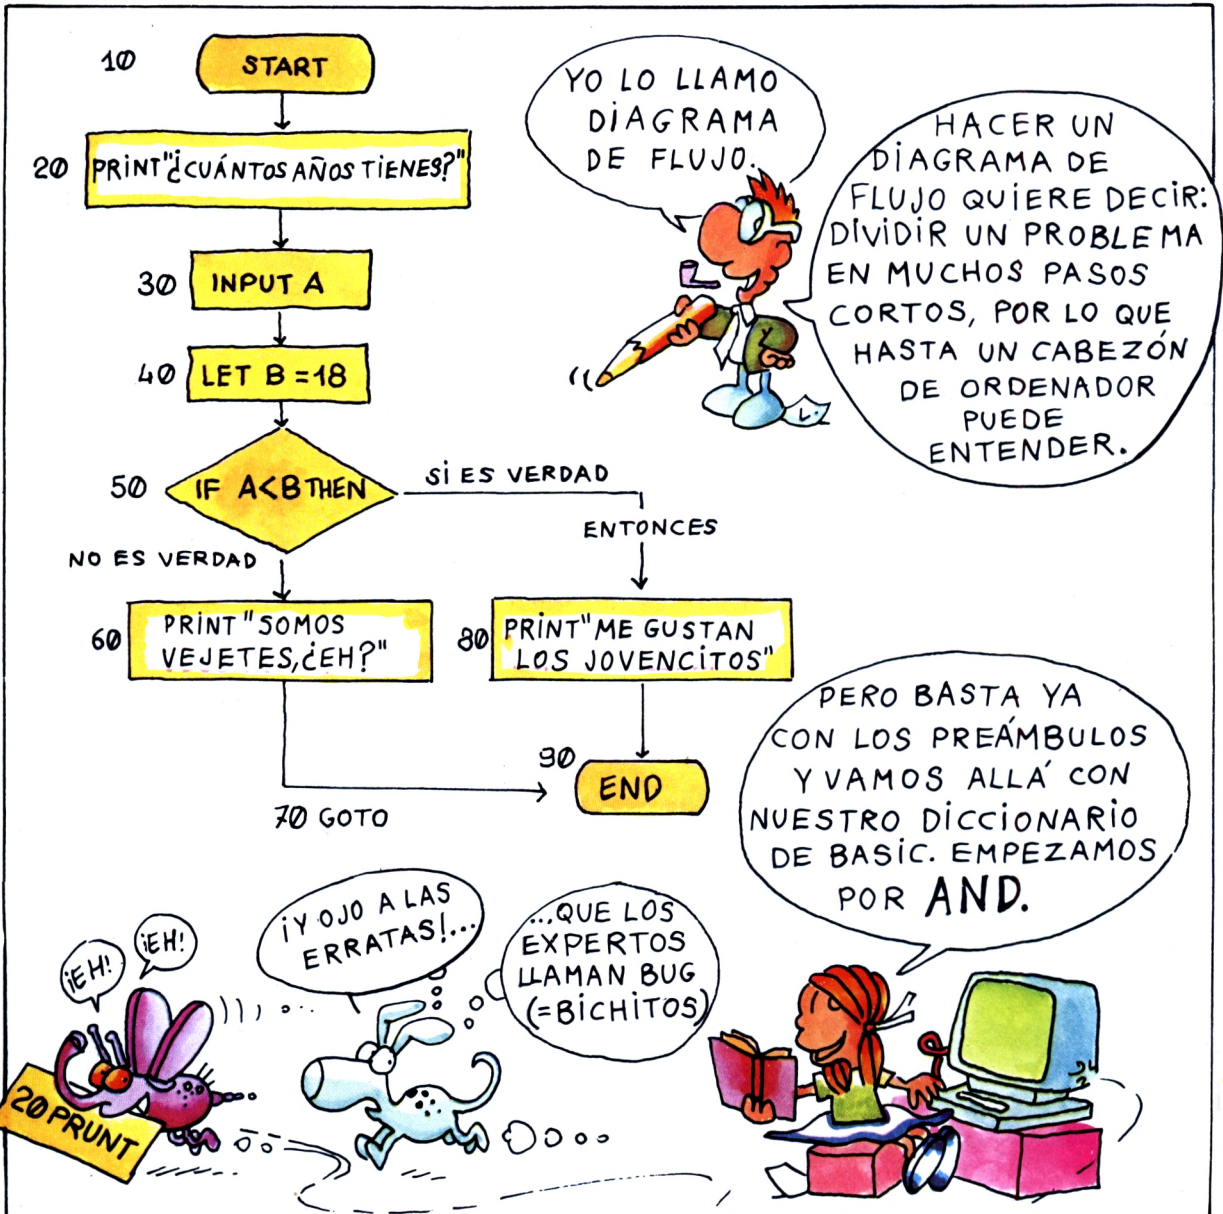 10 START
20 PRINT"¿CUÁNTOS AÑOS TIENES?"
30 INPUT A
40 LET B =18
50 IF A<B THEN
SI ES VERDAD
ENTONCES
NO ES VERDAD
60 PRINT "SOMOS
VEJETES,¿EH?"
80 PRINT"ME GUSTAN
LOS JOVENCITOS"
90 END
70 GOTO
YO LO LLAMO
DIAGRAMA
DE FLUJO.
HACER UN
DIAGRAMA DE
FLUJO QUIERE DECIR:
DIVIDIR UN PROBLEMA
EN MUCHOS PASOS
CORTOS, POR LO QUE
HASTA UN CABEZÓN
DE ORDENADOR
PUEDE
ENTENDER.
PERO BASTA YA
CON LOS PREÁMBULOS
Y VAMOS ALLÁ CON
NUESTRO DICCIONARIO
DE BASIC. EMPEZAMOS
POR AND.
¡EH!
¡EH!
¡Y OJO A LAS
ERRATAS!...
...QUE LOS
EXPERTOS
LLAMAN BUG
(=BICHITOS)
20 PRUNT